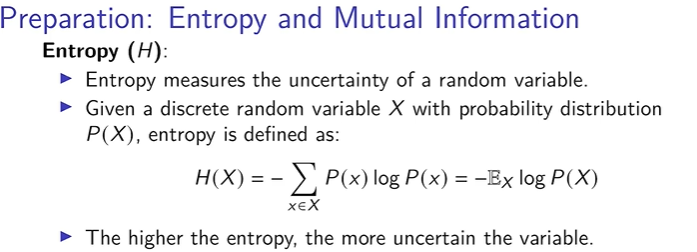 Preparation: Entropy and Mutual Information
Entropy (H):
▶ Entropy measures the uncertainty of a random variable.
▶ Given a discrete random variable X with probability distribution
P(X), entropy is defined as:
H(X) = − ∑ P(x) log P(x) = −𝔼_X log P(X)
x∈X
▶ The higher the entropy, the more uncertain the variable.